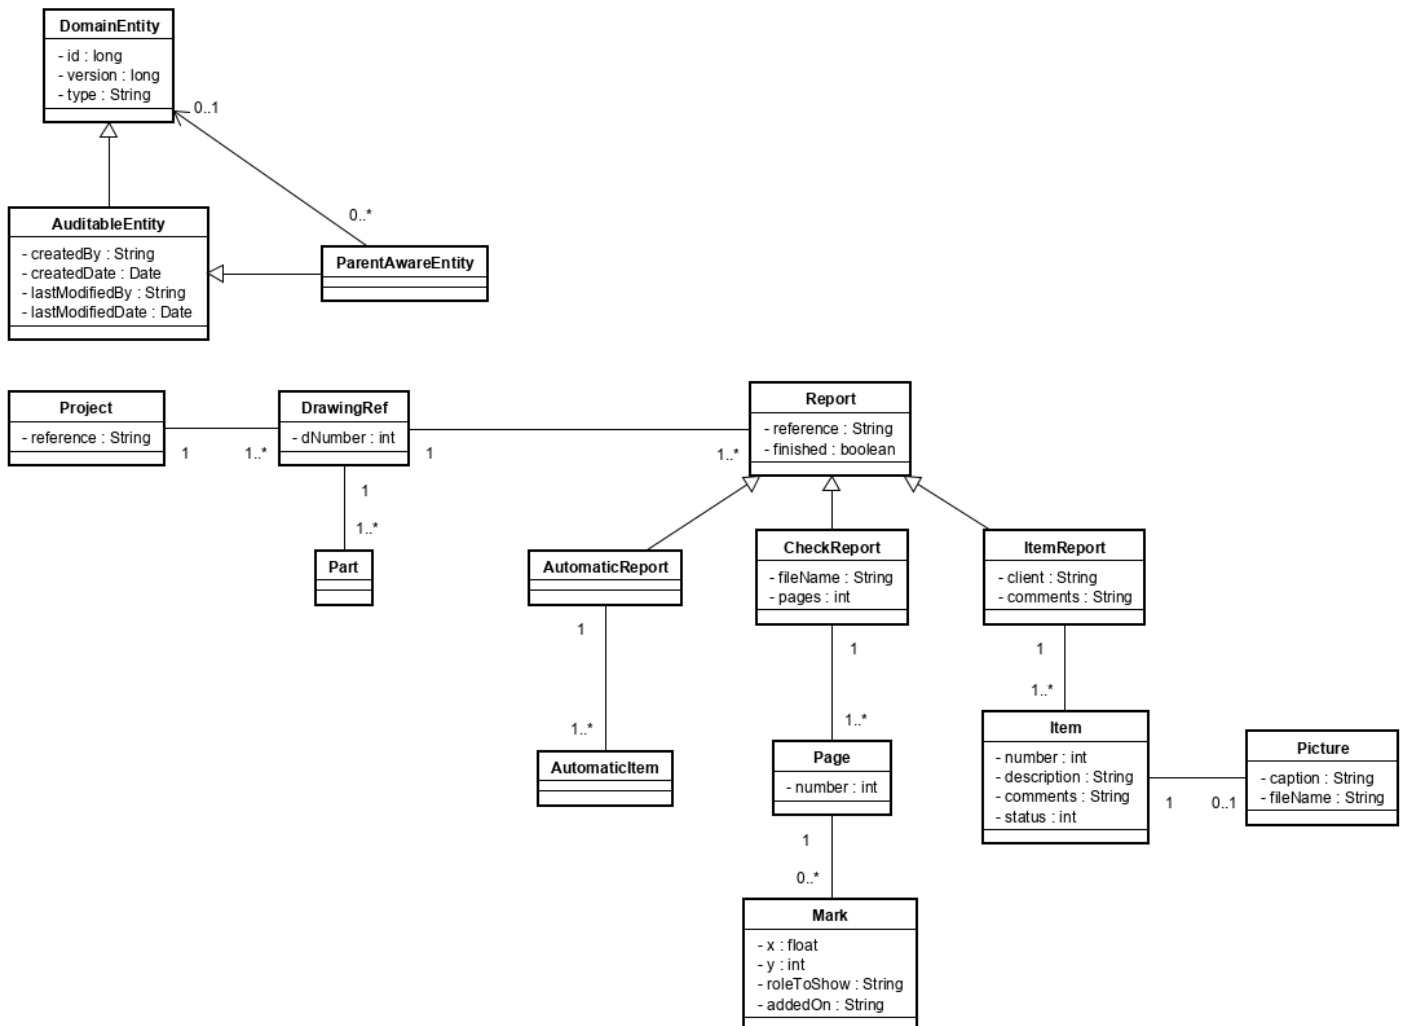 DomainEntity
- id : long
- version : long
- type : String
0..1
0..*
AuditableEntity
- createdBy : String
- createdDate : Date
- lastModifiedBy : String
- lastModifiedDate : Date
ParentAwareEntity
Project
- reference : String
1
1..*
DrawingRef
- dNumber : int
1
1..*
Report
- reference : String
- finished : boolean
1
1..*
Part
AutomaticReport
CheckReport
- fileName : String
- pages : int
ItemReport
- client : String
- comments : String
1
1..*
1
1..*
1
1..*
AutomaticItem
Page
- number : int
Item
- number : int
- description : String
- comments : String
- status : int
1
0..1
Picture
- caption : String
- fileName : String
1
0..*
Mark
- x : float
- y : int
- roleToShow : String
- addedOn : String